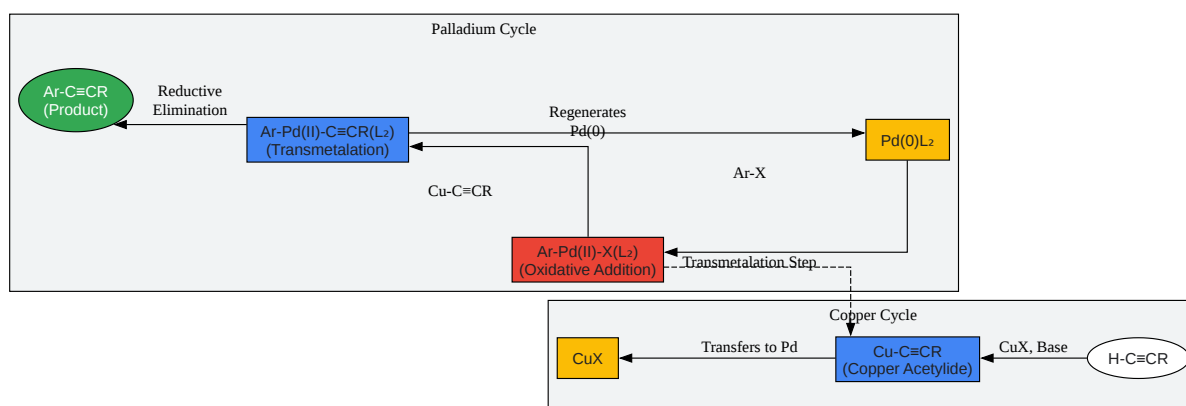 Palladium Cycle
Ar-C≡CR
(Product)
Reductive
Elimination
Ar-Pd(II)-C≡CR(L₂)
(Transmetalation)
Regenerates
Pd(0)
Pd(0)L₂
Ar-X
Cu-C≡CR
Ar-Pd(II)-X(L₂)
(Oxidative Addition)
Transmetalation Step
Copper Cycle
CuX
Transfers to Pd
Cu-C≡CR
(Copper Acetylide)
CuX, Base
H-C≡CR